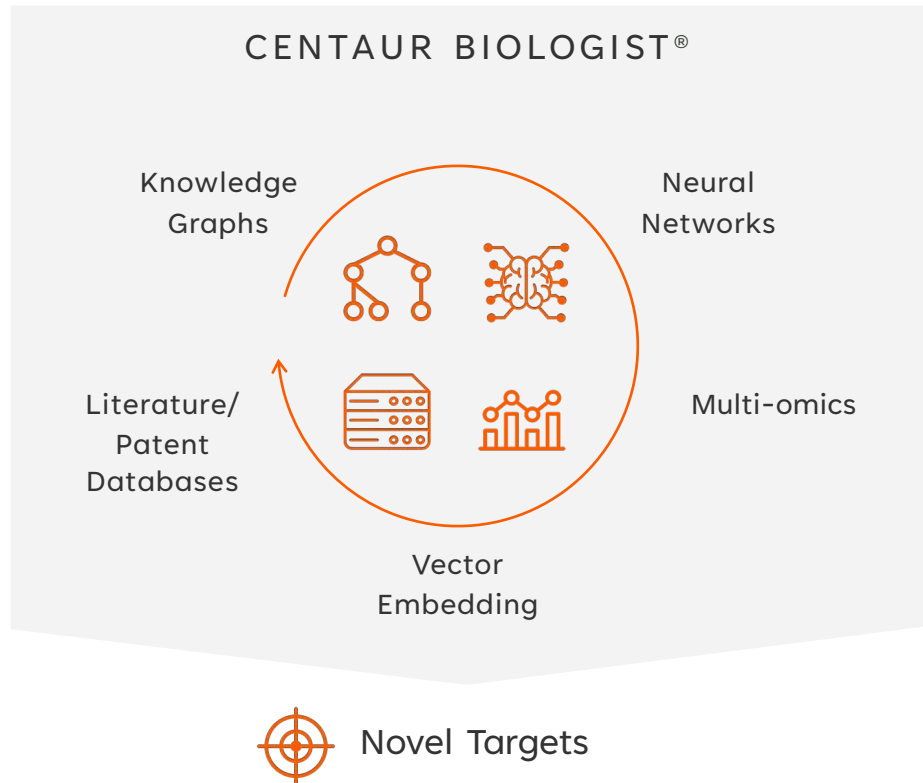 CENTAUR BIOLOGIST®
Knowledge
Graphs
Neural
Networks
Literature/
Patent
Databases
Multi-omics
Vector
Embedding
Novel Targets